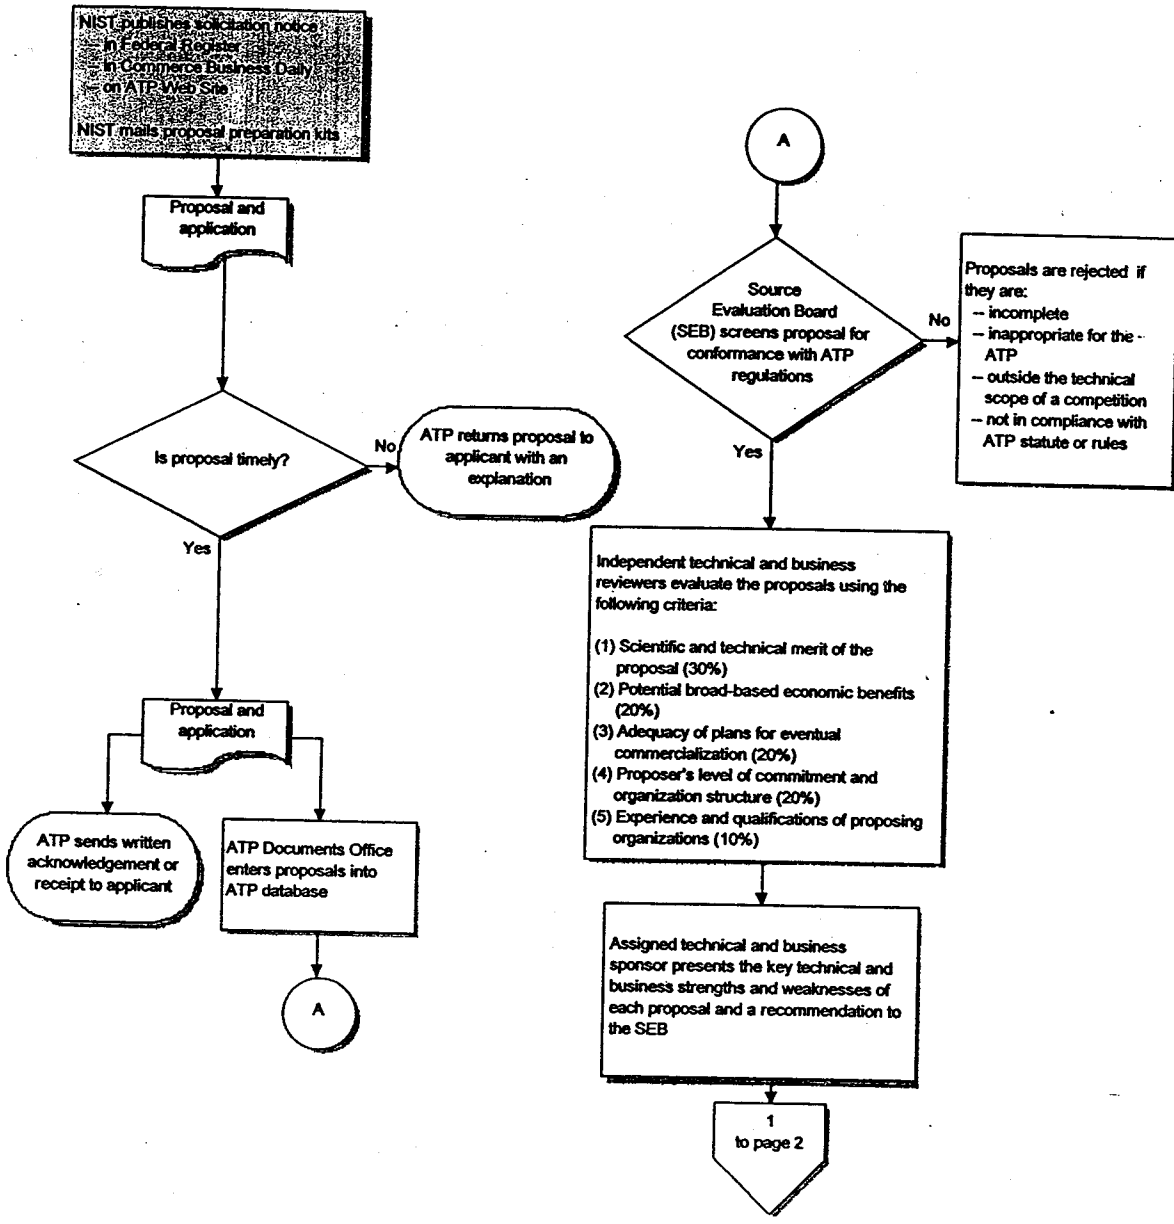 NIST publishes solicitation notice
-- in Federal Register
-- in Commerce Business Daily
-- on ATP Web Site
NIST mails proposal preparation kits
Proposal and
application
Is proposal timely?
No
ATP returns proposal to
applicant with an
explanation
Yes
Proposal and
application
ATP sends written
acknowledgement or
receipt to applicant
ATP Documents Office
enters proposals into
ATP database
A
A
Source
Evaluation Board
(SEB) screens proposal for
conformance with ATP
regulations
No
Proposals are rejected if
they are:
-- incomplete
-- inappropriate for the --
ATP
-- outside the technical
scope of a competition
-- not in compliance with
ATP statute or rules
Yes
Independent technical and business
reviewers evaluate the proposals using the
following criteria:
(1) Scientific and technical merit of the
proposal (30%)
(2) Potential broad-based economic benefits
(20%)
(3) Adequacy of plans for eventual
commercialization (20%)
(4) Proposer's level of commitment and
organization structure (20%)
(5) Experience and qualifications of proposing
organizations (10%)
Assigned technical and business
sponsor presents the key technical and
business strengths and weaknesses of
each proposal and a recommendation to
the SEB
1
to page 2